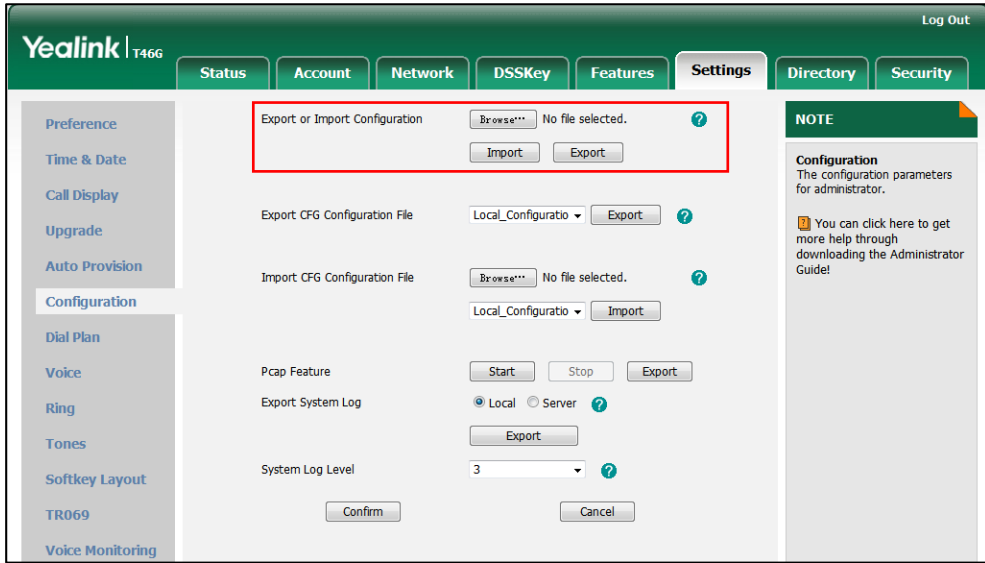 Log Out
Yealink | T46G
Status Account Network DSSKey Features Settings Directory Security
Preference
Time & Date
Call Display
Upgrade
Auto Provision
Configuration
Dial Plan
Voice
Ring
Tones
Softkey Layout
TR069
Voice Monitoring
Export or Import Configuration Browse... No file selected. ?
Import Export
Export CFG Configuration File Local_Configuratio Export ?
Import CFG Configuration File Browse... No file selected. ?
Local_Configuratio Import
Pcap Feature Start Stop Export
Export System Log Local Server ?
Export
System Log Level 3 ?
Confirm Cancel
NOTE
Configuration
The configuration parameters
for administrator.
? You can click here to get
more help through
downloading the Administrator
Guide!